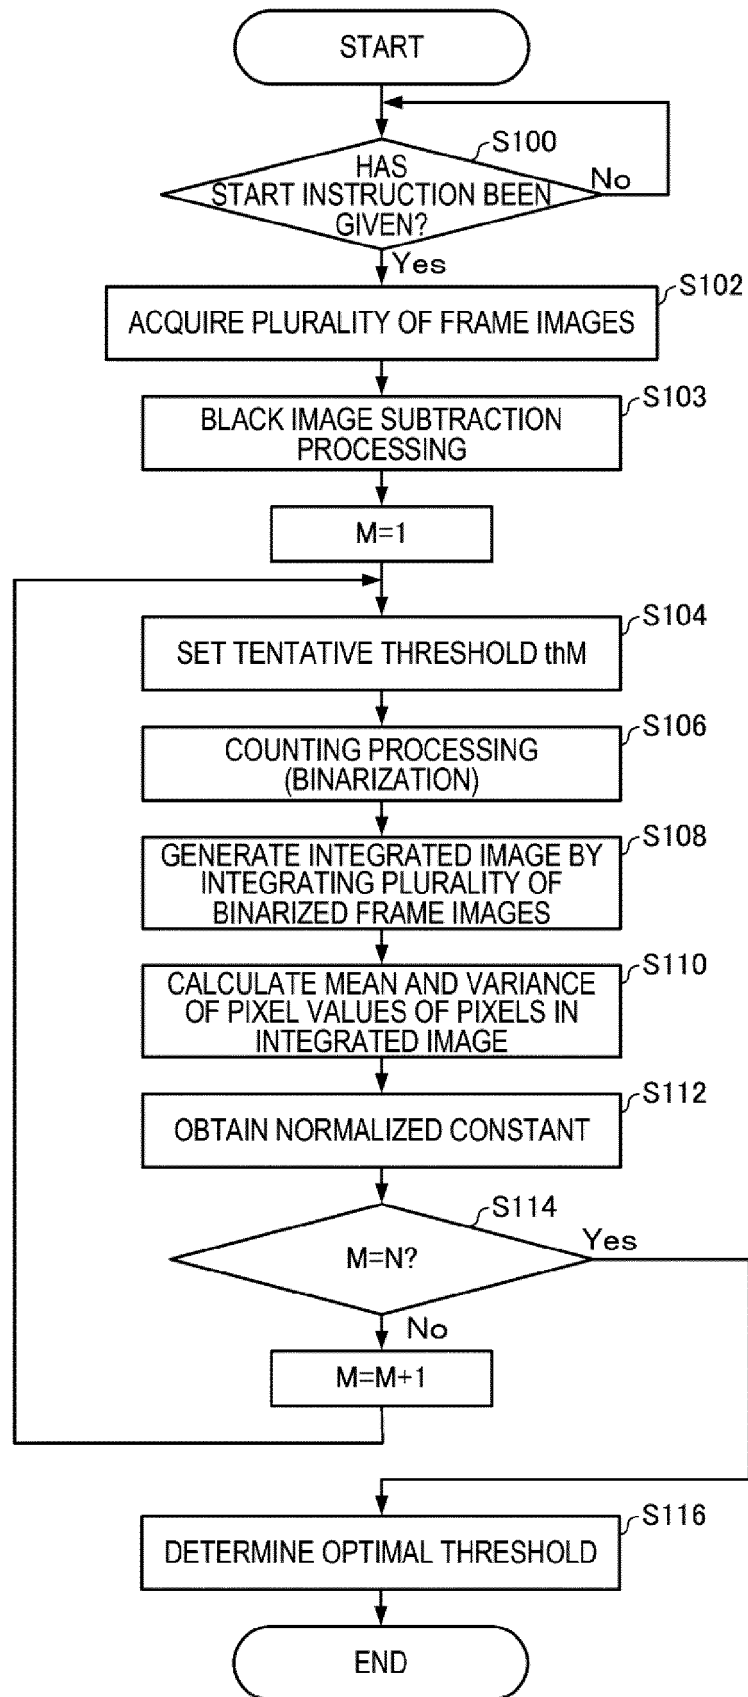 START
S100
HAS
START INSTRUCTION BEEN
GIVEN?
No
Yes
S102
ACQUIRE PLURALITY OF FRAME IMAGES
S103
BLACK IMAGE SUBTRACTION
PROCESSING
M=1
S104
SET TENTATIVE THRESHOLD thM
S106
COUNTING PROCESSING
(BINARIZATION)
S108
GENERATE INTEGRATED IMAGE BY
INTEGRATING PLURALITY OF
BINARIZED FRAME IMAGES
S110
CALCULATE MEAN AND VARIANCE
OF PIXEL VALUES OF PIXELS IN
INTEGRATED IMAGE
S112
OBTAIN NORMALIZED CONSTANT
S114
M=N?
Yes
No
M=M+1
S116
DETERMINE OPTIMAL THRESHOLD
END